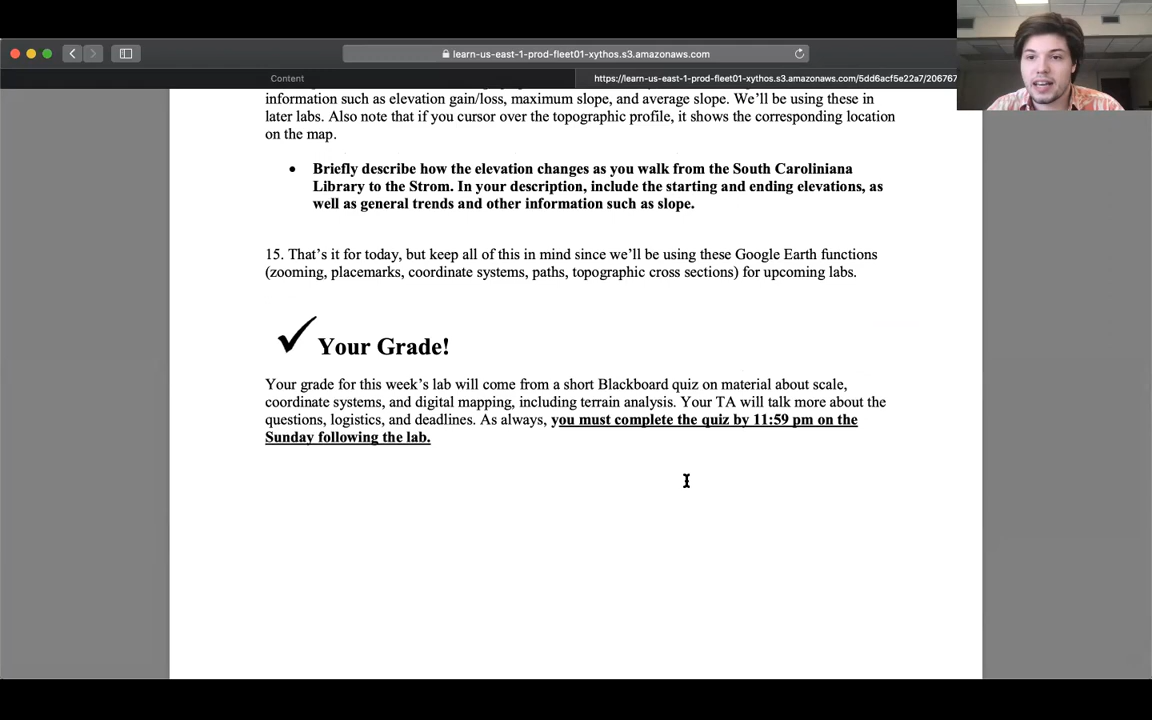 learn-us-east-1-prod-fleet01-xythos.s3.amazonaws.com
Content
https://learn-us-east-1-prod-fleet01-xythos.s3.amazonaws.com/5dd6acf5e22a7/206767
information such as elevation gain/loss, maximum slope, and average slope. We'll be using these in
later labs. Also note that if you cursor over the topographic profile, it shows the corresponding location
on the map.
• Briefly describe how the elevation changes as you walk from the South Caroliniana
Library to the Strom. In your description, include the starting and ending elevations, as
well as general trends and other information such as slope.
15. That's it for today, but keep all of this in mind since we'll be using these Google Earth functions
(zooming, placemarks, coordinate systems, paths, topographic cross sections) for upcoming labs.
Your Grade!
Your grade for this week's lab will come from a short Blackboard quiz on material about scale,
coordinate systems, and digital mapping, including terrain analysis. Your TA will talk more about the
questions, logistics, and deadlines. As always, you must complete the quiz by 11:59 pm on the
Sunday following the lab.